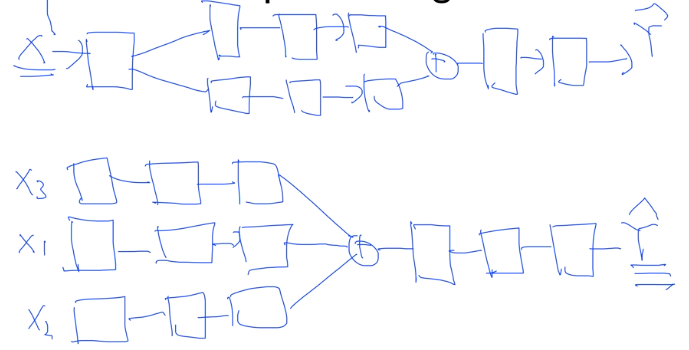 X
+
Ŷ
X3
X1
+
Ŷ
X2